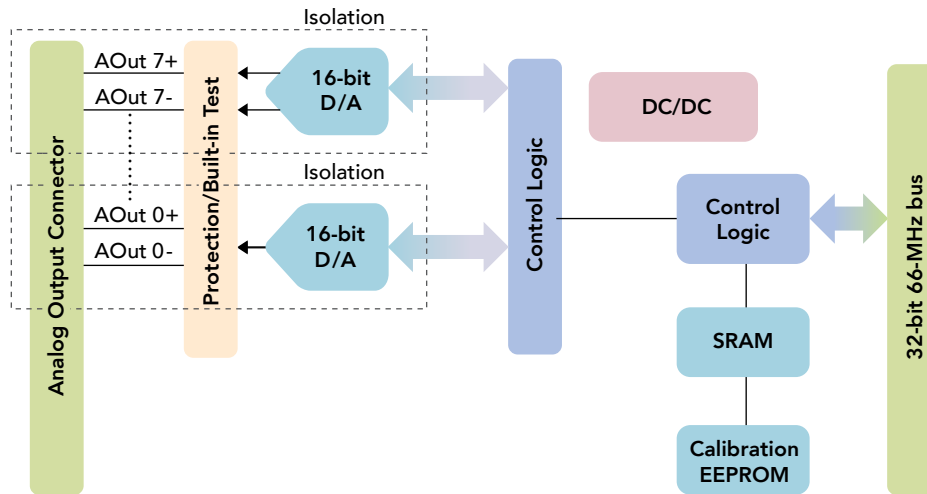 Isolation
AOut 7+
AOut 7-
16-bit
D/A
DC/DC
Isolation
AOut 0+
AOut 0-
16-bit
D/A
Control
Logic
SRAM
Calibration
EEPROM
Analog Output Connector
Protection/Built-in Test
Control Logic
32-bit 66-MHz bus